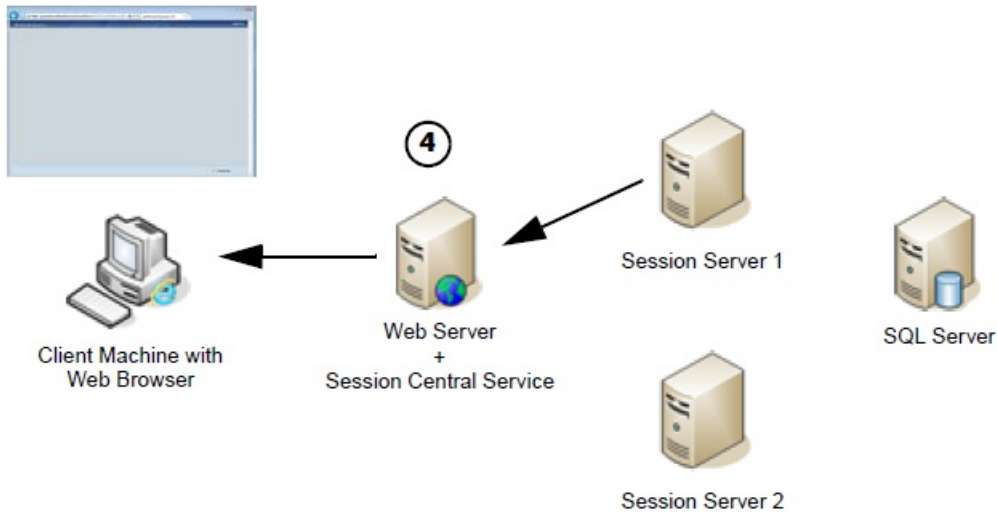 4
Session Server 1
Web Server
+
Session Central Service
SQL Server
Client Machine with
Web Browser
Session Server 2